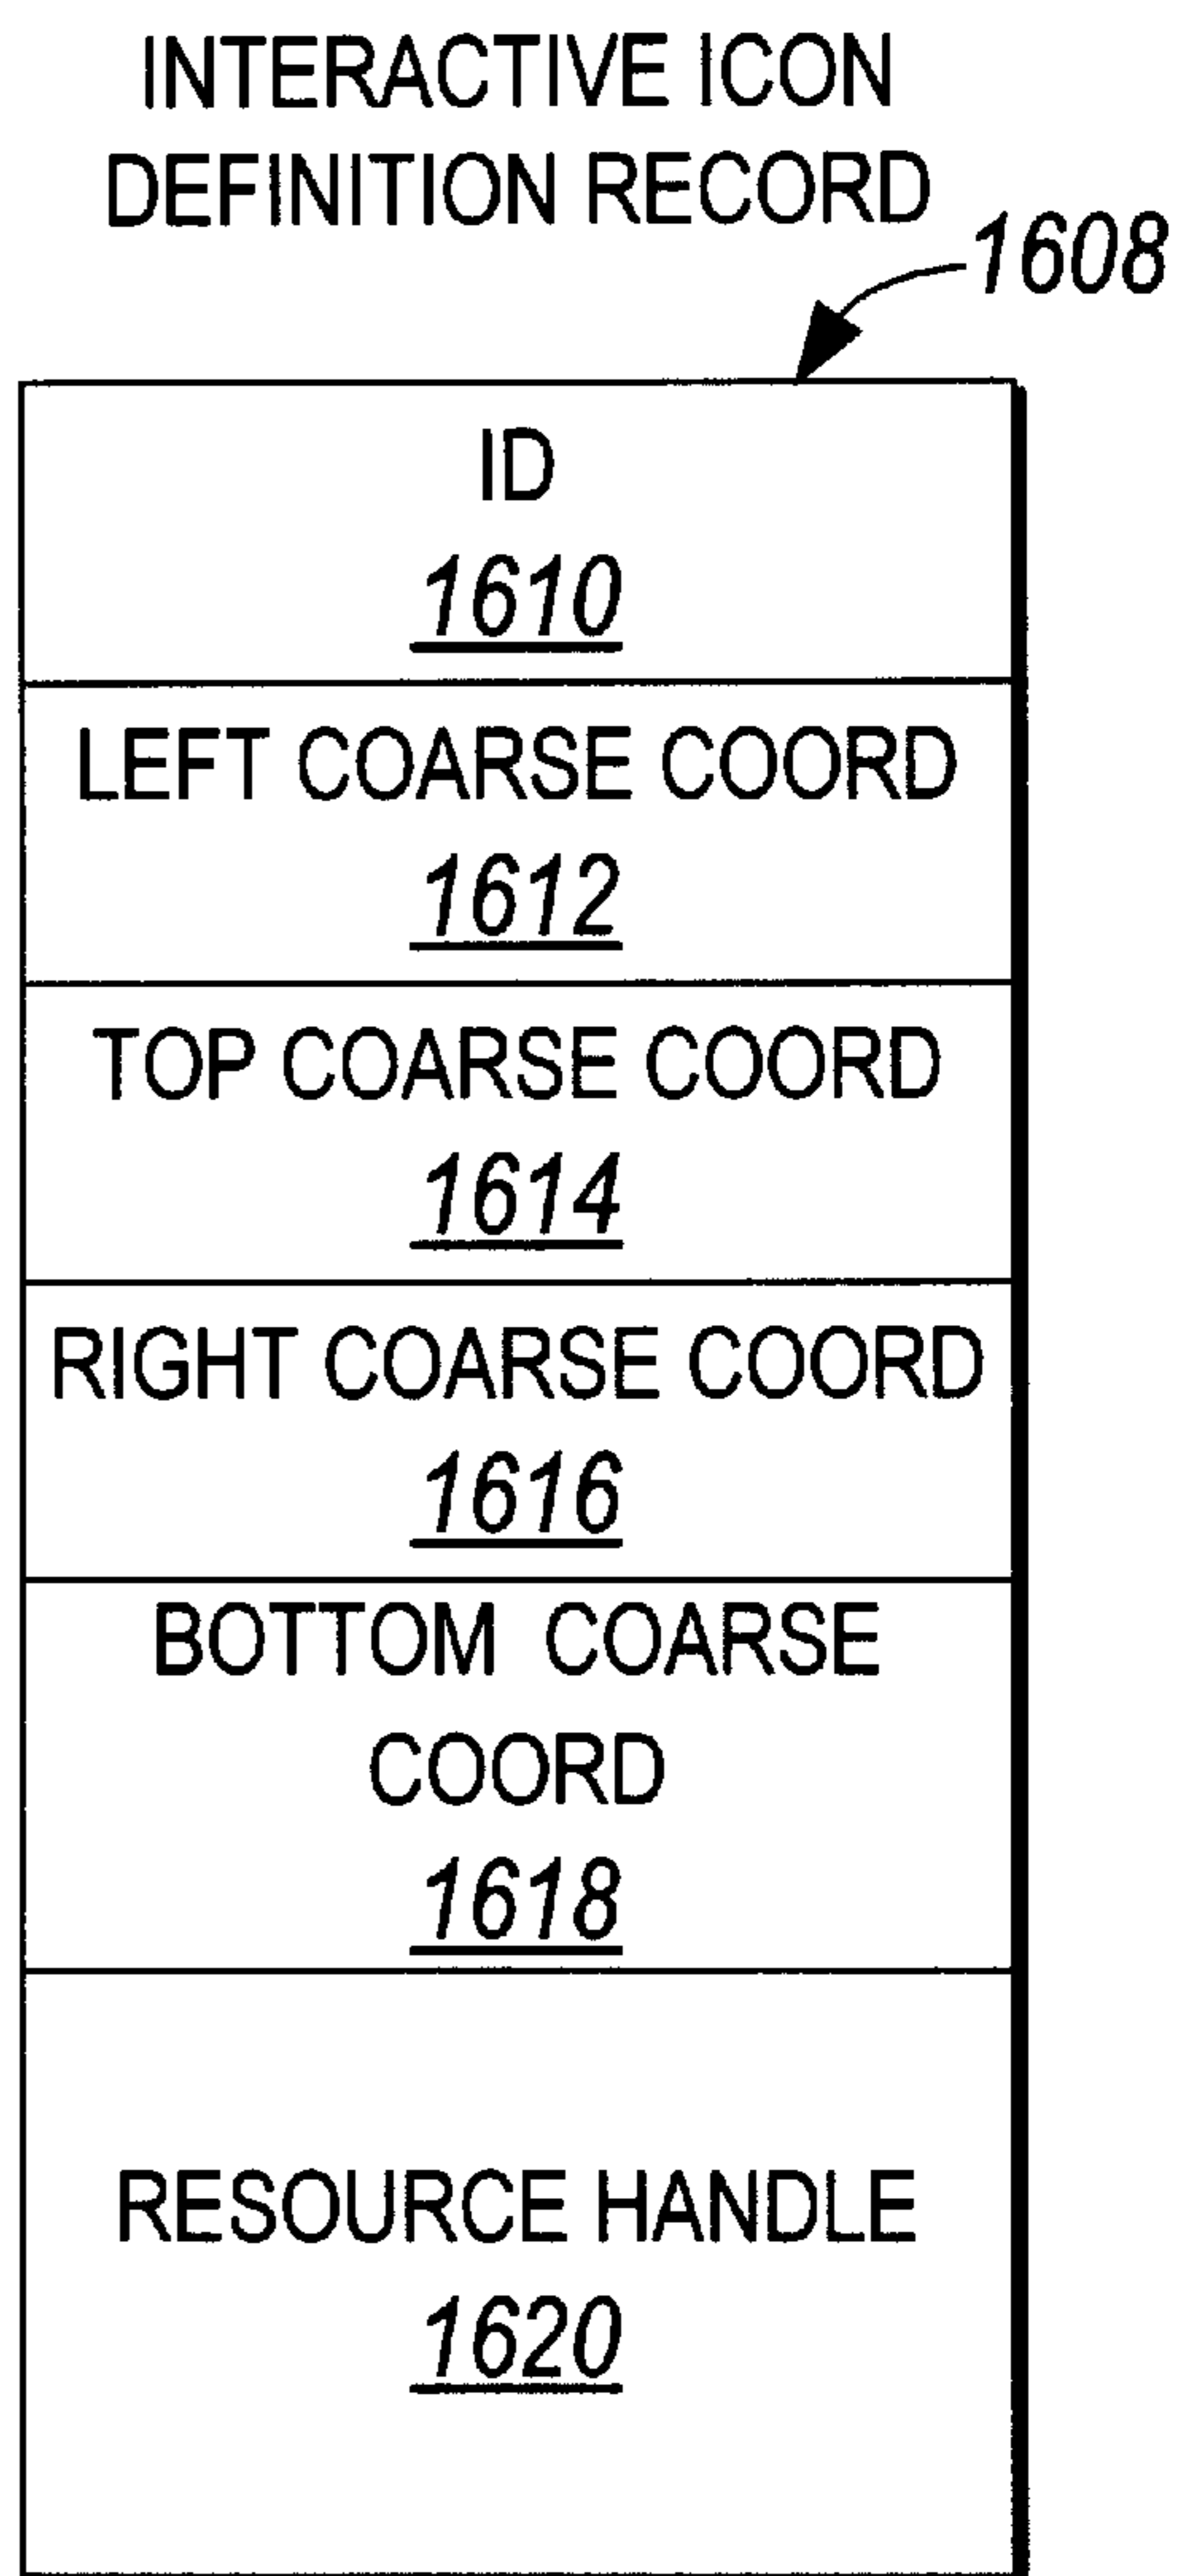 INTERACTIVE ICON
DEFINITION RECORD
1608
ID
1610
LEFT COARSE COORD
1612
TOP COARSE COORD
1614
RIGHT COARSE COORD
1616
BOTTOM COARSE
COORD
1618
RESOURCE HANDLE
1620